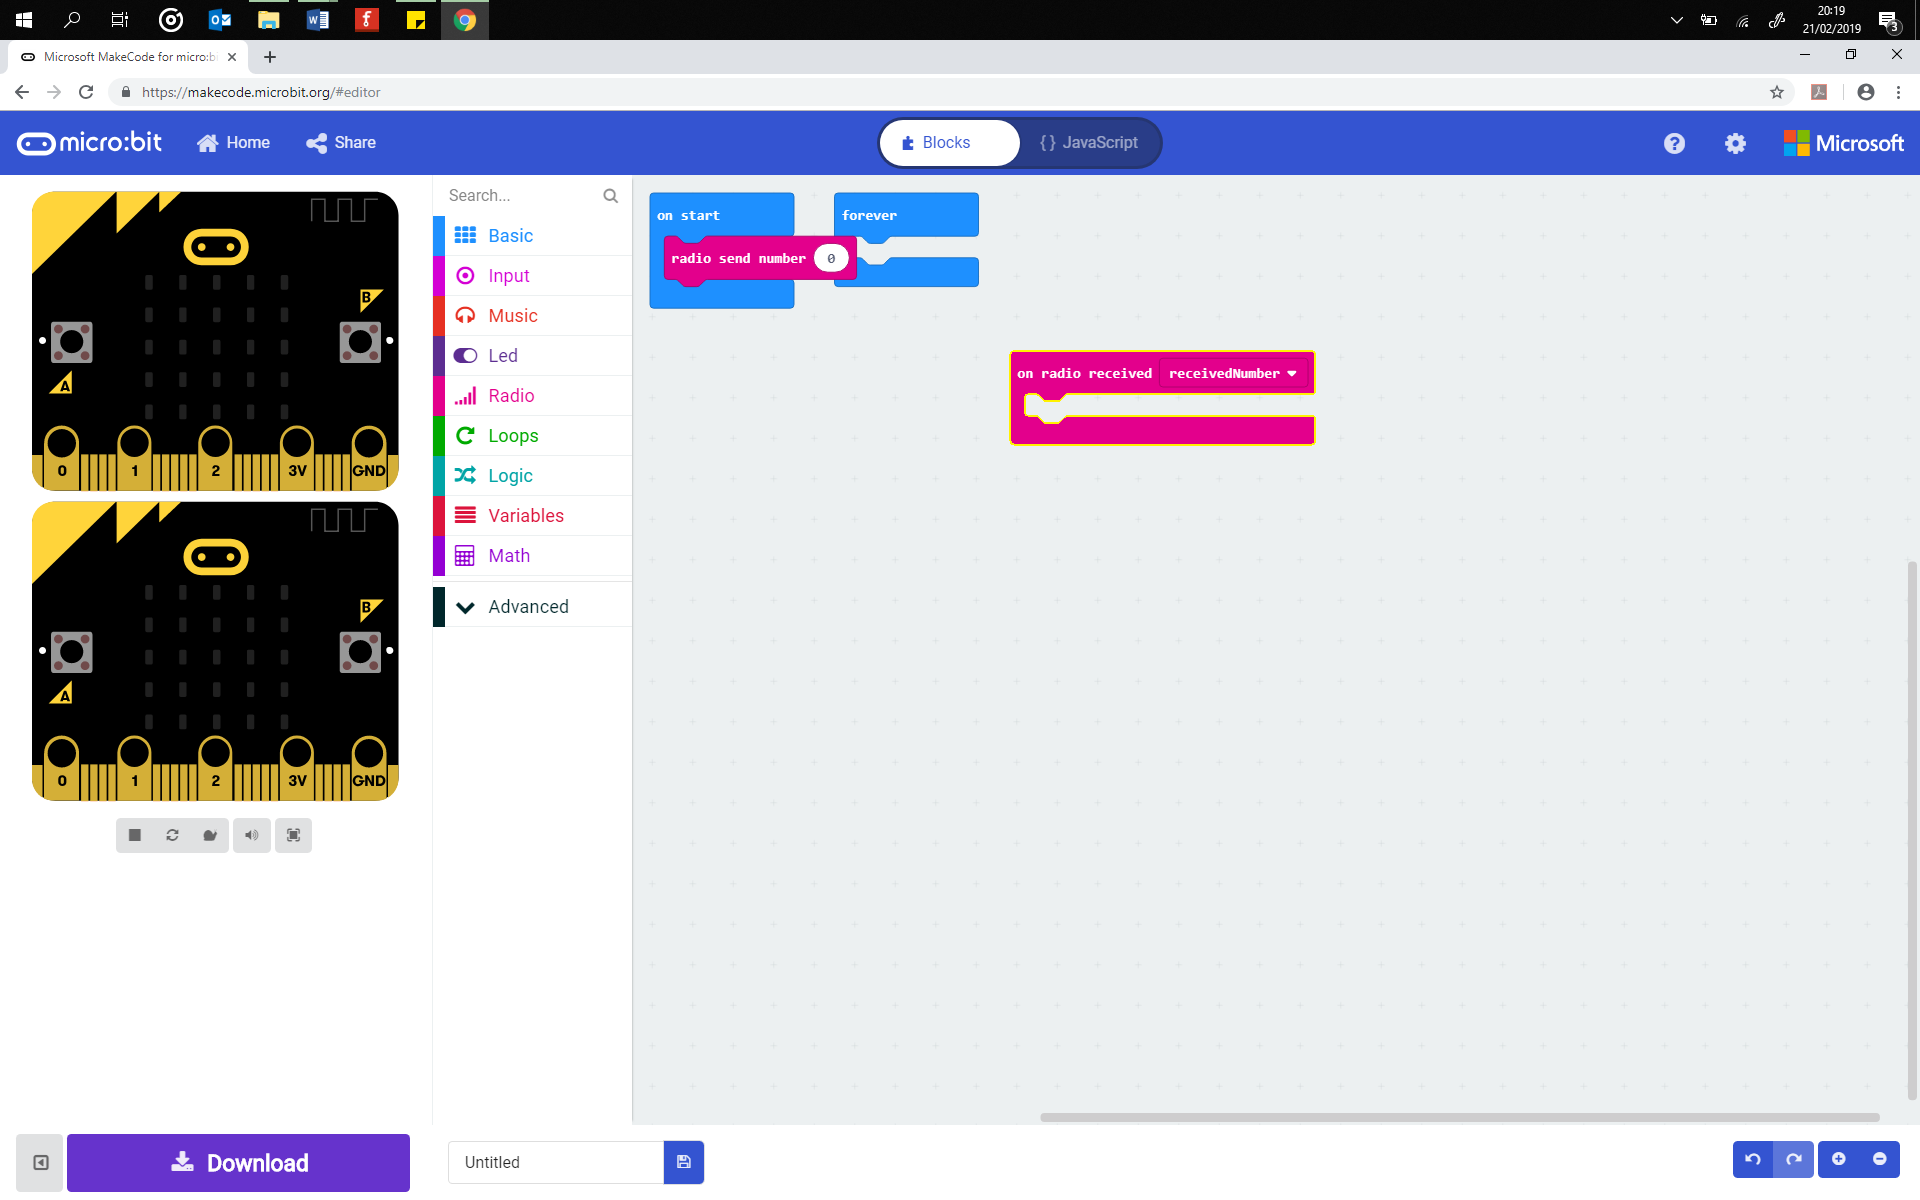 20:19
21/02/2019
3
Microsoft MakeCode for micro:b
https://makecode.microbit.org/#editor
micro:bit
Home
Share
Blocks
{} JavaScript
?
Microsoft
B
A
0 1 2 3V GND
B
A
0 1 2 3V GND
Search...
Basic
Input
Music
Led
Radio
Loops
Logic
Variables
Math
Advanced
on start
radio send number 0
forever
on radio received receivedNumber
Download
Untitled